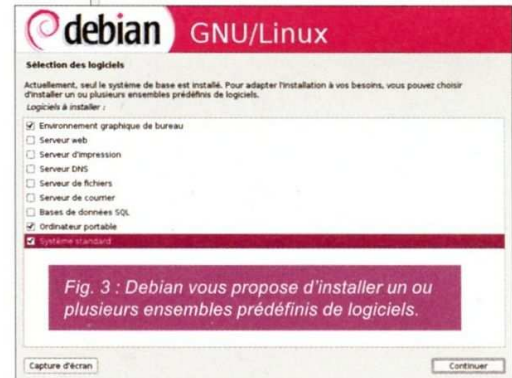 debian GNU/Linux
Sélection des logiciels
Actuellement, seul le système de base est installé. Pour adapter l'installation à vos besoins, vous pouvez choisir
d'installer un ou plusieurs ensembles prédéfinis de logiciels.
Logiciels à installer :
Environnement graphique de bureau
Serveur web
Serveur d'impression
Serveur DNS
Serveur de fichiers
Serveur de courrier
Bases de données SQL
Ordinateur portable
Système standard
Fig. 3 : Debian vous propose d'installer un ou
plusieurs ensembles prédéfinis de logiciels.
Capture d'écran
Continuer